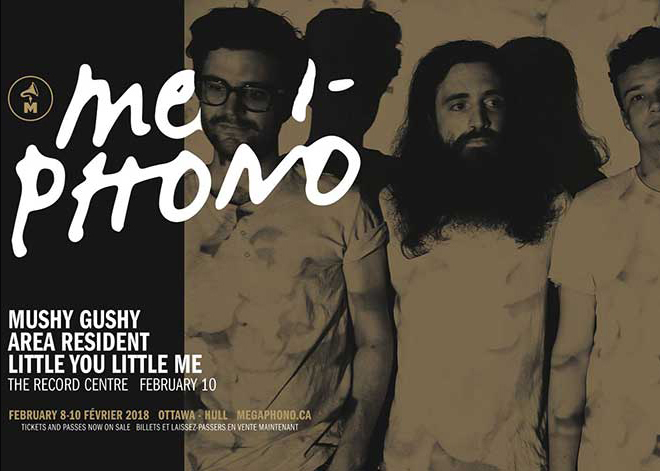 M
me  -
PHONO
MUSHY GUSHY
AREA RESIDENT
LITTLE YOU LITTLE ME
THE RECORD CENTRE FEBRUARY 10
FEBRUARY 8-10 FÉVRIER 2018 OTTAWA - HULL MEGAPHONO.CA
TICKETS AND PASSES NOW ON SALE BILLETS ET LAISSEZ-PASSERS EN VENTE MAINTENANT